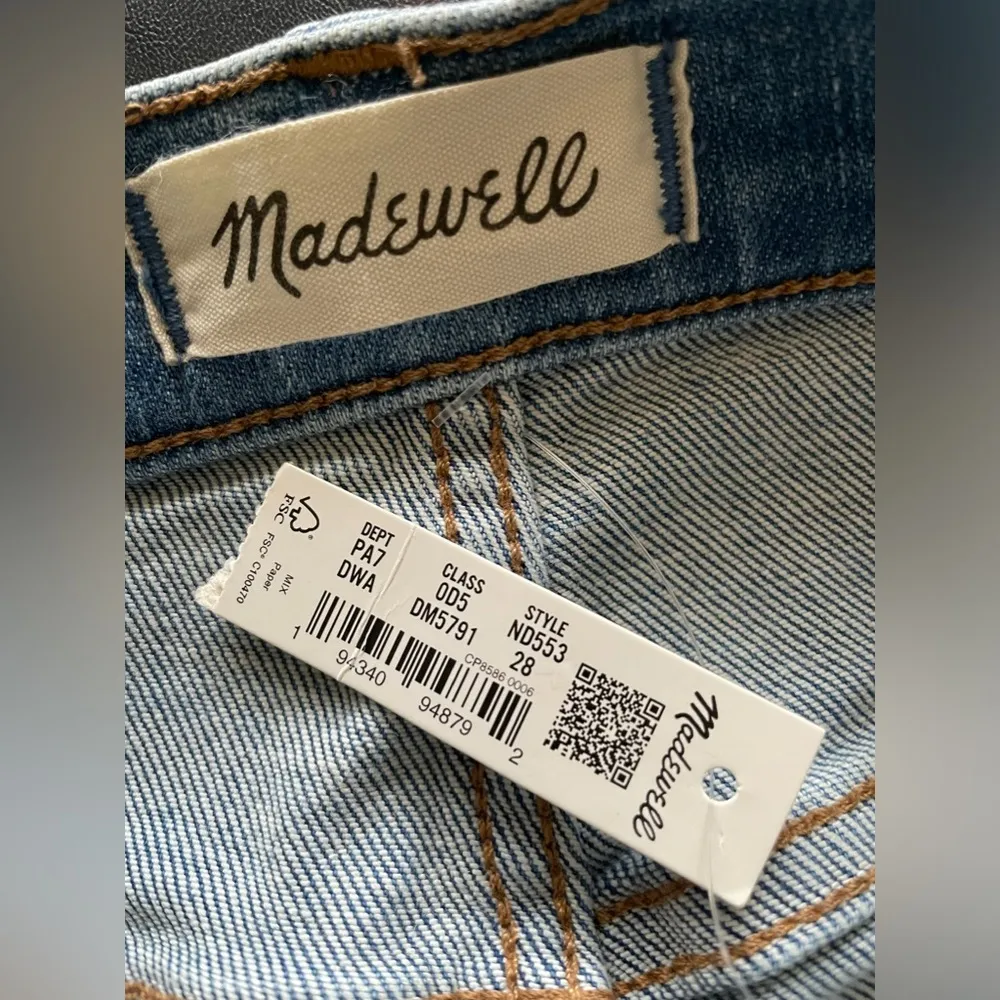 Madewell
FSC®
MIX
Paper
FSC® C100470
DEPT CLASS STYLE
PA7 0D5 ND553
DWA DM5791 28
CP8586 0006
1 94340 94879 2
Madewell